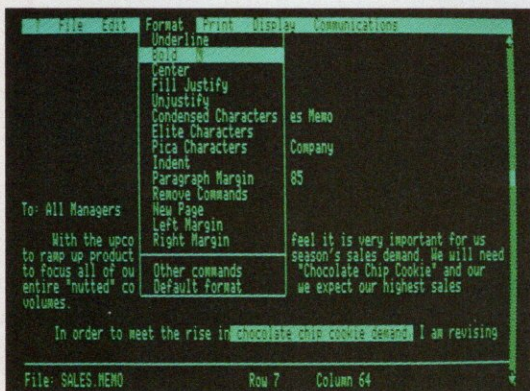 ? File Edit Format Print Display Communications
Underline
Bold
Center
Fill Justify
Unjustify
Condensed Characters es Memo
Elite Characters
Pica Characters Company
Indent
Paragraph Margin 85
Remove Commands
To: All Managers New Page
Left Margin
With the upco Right Margin feel it is very important for us
to ramp up product season's sales demand. We will need
to focus all of ou Other commands "Chocolate Chip Cookie" and our
entire "nutted" co Default format we expect our highest sales
volumes.
In order to meet the rise in chocolate chip cookie demand, I am revising
File: SALES.MEMO Row 7 Column 64